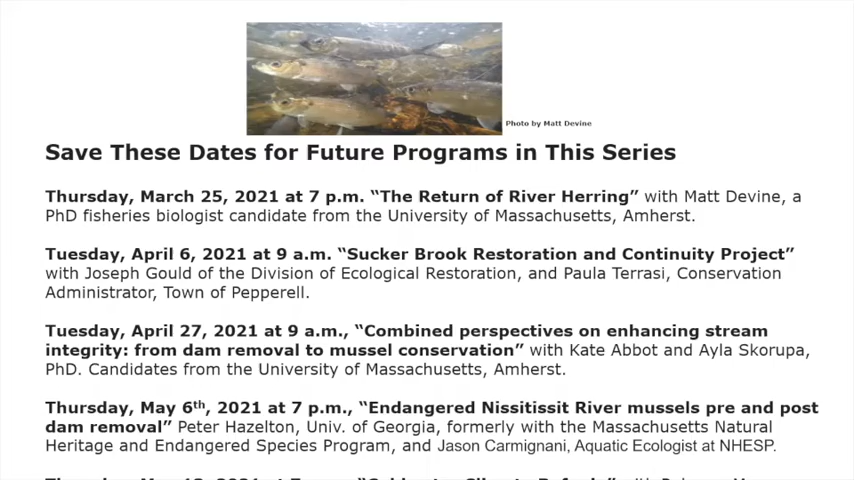 Photo by Matt Devine
Save These Dates for Future Programs in This Series
Thursday, March 25, 2021 at 7 p.m. “The Return of River Herring” with Matt Devine, a
PhD fisheries biologist candidate from the University of Massachusetts, Amherst.
Tuesday, April 6, 2021 at 9 a.m. “Sucker Brook Restoration and Continuity Project”
with Joseph Gould of the Division of Ecological Restoration, and Paula Terrasi, Conservation
Administrator, Town of Pepperell.
Tuesday, April 27, 2021 at 9 a.m., “Combined perspectives on enhancing stream
integrity: from dam removal to mussel conservation” with Kate Abbot and Ayla Skorupa,
PhD. Candidates from the University of Massachusetts, Amherst.
Thursday, May 6th, 2021 at 7 p.m., “Endangered Nissitissit River mussels pre and post
dam removal” Peter Hazelton, Univ. of Georgia, formerly with the Massachusetts Natural
Heritage and Endangered Species Program, and Jason Carmignani, Aquatic Ecologist at NHESP.